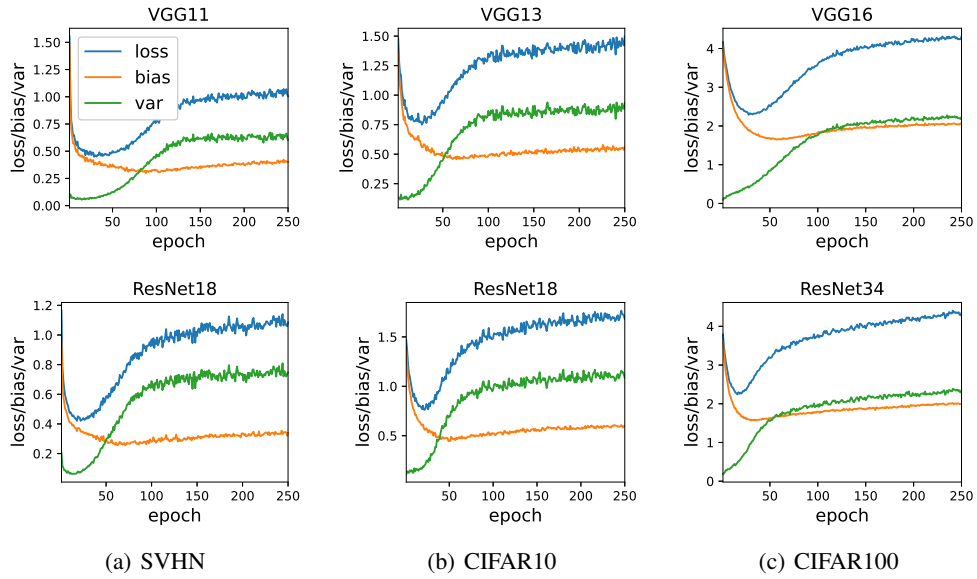 VGG11
VGG13
VGG16
loss/bias/var
1.50
1.25
1.00
0.75
0.50
0.25
0.00
loss
bias
var
50 100 150 200 250
epoch
loss/bias/var
1.50
1.25
1.00
0.75
0.50
0.25
50 100 150 200 250
epoch
loss/bias/var
4
3
2
1
0
50 100 150 200 250
epoch
ResNet18
ResNet18
ResNet34
loss/bias/var
1.2
1.0
0.8
0.6
0.4
0.2
50 100 150 200 250
epoch
loss/bias/var
1.5
1.0
0.5
50 100 150 200 250
epoch
loss/bias/var
4
3
2
1
0
50 100 150 200 250
epoch
(a) SVHN
(b) CIFAR10
(c) CIFAR100